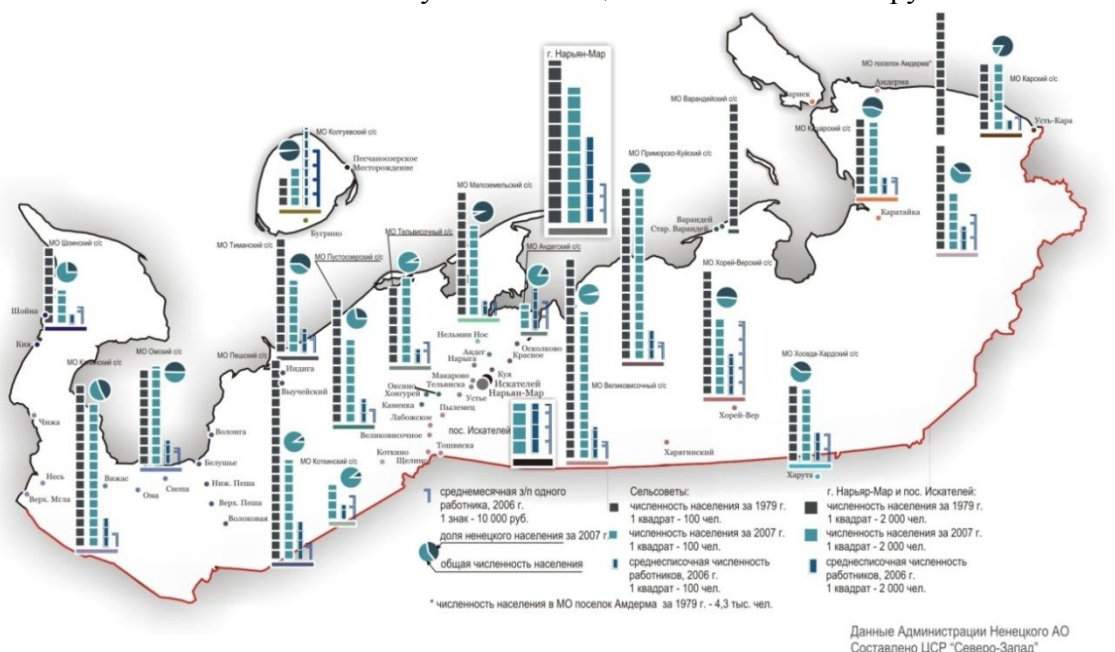 г. Нарьян-Мар
МО поселок Амдерма*
Амдерма
МО Карский с/с
Усть-Кара
МО Варандейский с/с
МО Колгуевский с/с
Песчаноозерское
Месторождение
Бугрино
МО Приморско-Куйский с/с
Каратайка
МО Малоземельский с/с
МО Тельвисочный с/с
МО Андегский с/с
Варандей
Стар. Варандей
МО Шоинский с/с
МО Тиманский с/с
МО Пустоозерский с/с
МО Хорей-Верский с/с
Шойна
Кия
МО Омский с/с
МО Пешский с/с
Индига
Выучейский
Нельмин Нос
Андег
Нарыга
Осколково
Красное
Куя
Макарово
Тельвиска
Искателей
Нарьян-Мар
Устье
Оксино
Хонгурей
Каменка
Пылемец
Лабожское
Великовисочное
пос. Искателей
МО Великовисочный с/с
МО Хоседа-Хардский с/с
Хорей-Вер
Харягинский
Харута
Чижа
Несь
Верх. Мгла
Вижас
Ома
Снопа
Волонга
Белушье
Ниж. Пеша
Верх. Пеша
Волоковая
МО Коткинский с/с
Коткино
Щелино
Тошвиска
среднемесячная з/п одного
работника, 2006 г.
1 знак - 10 000 руб.
доля ненецкого населения за 2007 г.
общая численность населения
Сельсоветы:
численность населения за 1979 г.
1 квадрат - 100 чел.
численность населения за 2007 г.
1 квадрат - 100 чел.
среднесписочная численность
работников, 2006 г.
1 квадрат - 100 чел.
г. Нарьяр-Мар и пос. Искателей:
численность населения за 1979 г.
1 квадрат - 2 000 чел.
численность населения за 2007 г.
1 квадрат - 2 000 чел.
среднесписочная численность
работников, 2006 г.
1 квадрат - 2 000 чел.
* численность населения в МО поселок Амдерма за 1979 г. - 4,3 тыс. чел.
Данные Администрации Ненецкого АО
Составлено ЦСР "Северо-Запад"